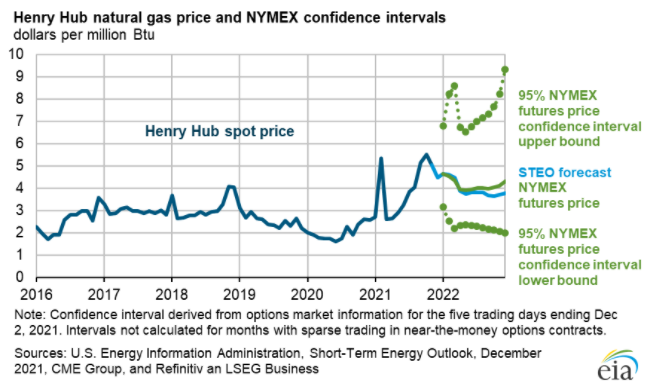 Henry Hub natural gas price and NYMEX confidence intervals
dollars per million Btu
10
9
8
7
6
5
4
3
2
1
0
2016
2017
2018
2019
2020
2021
2022
Henry Hub spot price
95% NYMEX
futures price
confidence interval
upper bound
STEO forecast
NYMEX
futures price
95% NYMEX
futures price
confidence interval
lower bound
Note: Confidence interval derived from options market information for the five trading days ending Dec
2, 2021. Intervals not calculated for months with sparse trading in near-the-money options contracts.
Sources: U.S. Energy Information Administration, Short-Term Energy Outlook, December
2021, CME Group, and Refinitiv an LSEG Business
eia